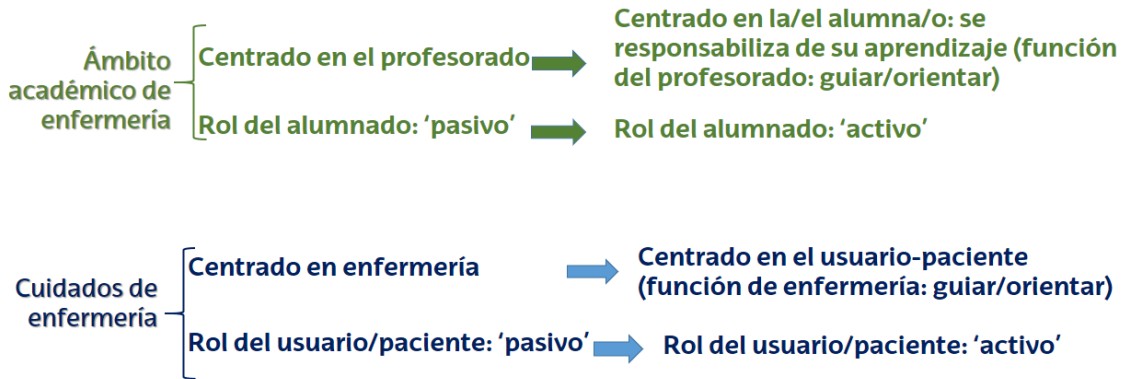 Ámbito
académico de
enfermería
Centrado en el profesorado
Centrado en la/el alumna/o: se
responsabiliza de su aprendizaje (función
del profesorado: guiar/orientar)
Rol del alumnado: ‘pasivo’
Rol del alumnado: ‘activo’
Cuidados de
enfermería
Centrado en enfermería
Centrado en el usuario-paciente
(función de enfermería: guiar/orientar)
Rol del usuario/paciente: ‘pasivo’
Rol del usuario/paciente: ‘activo’